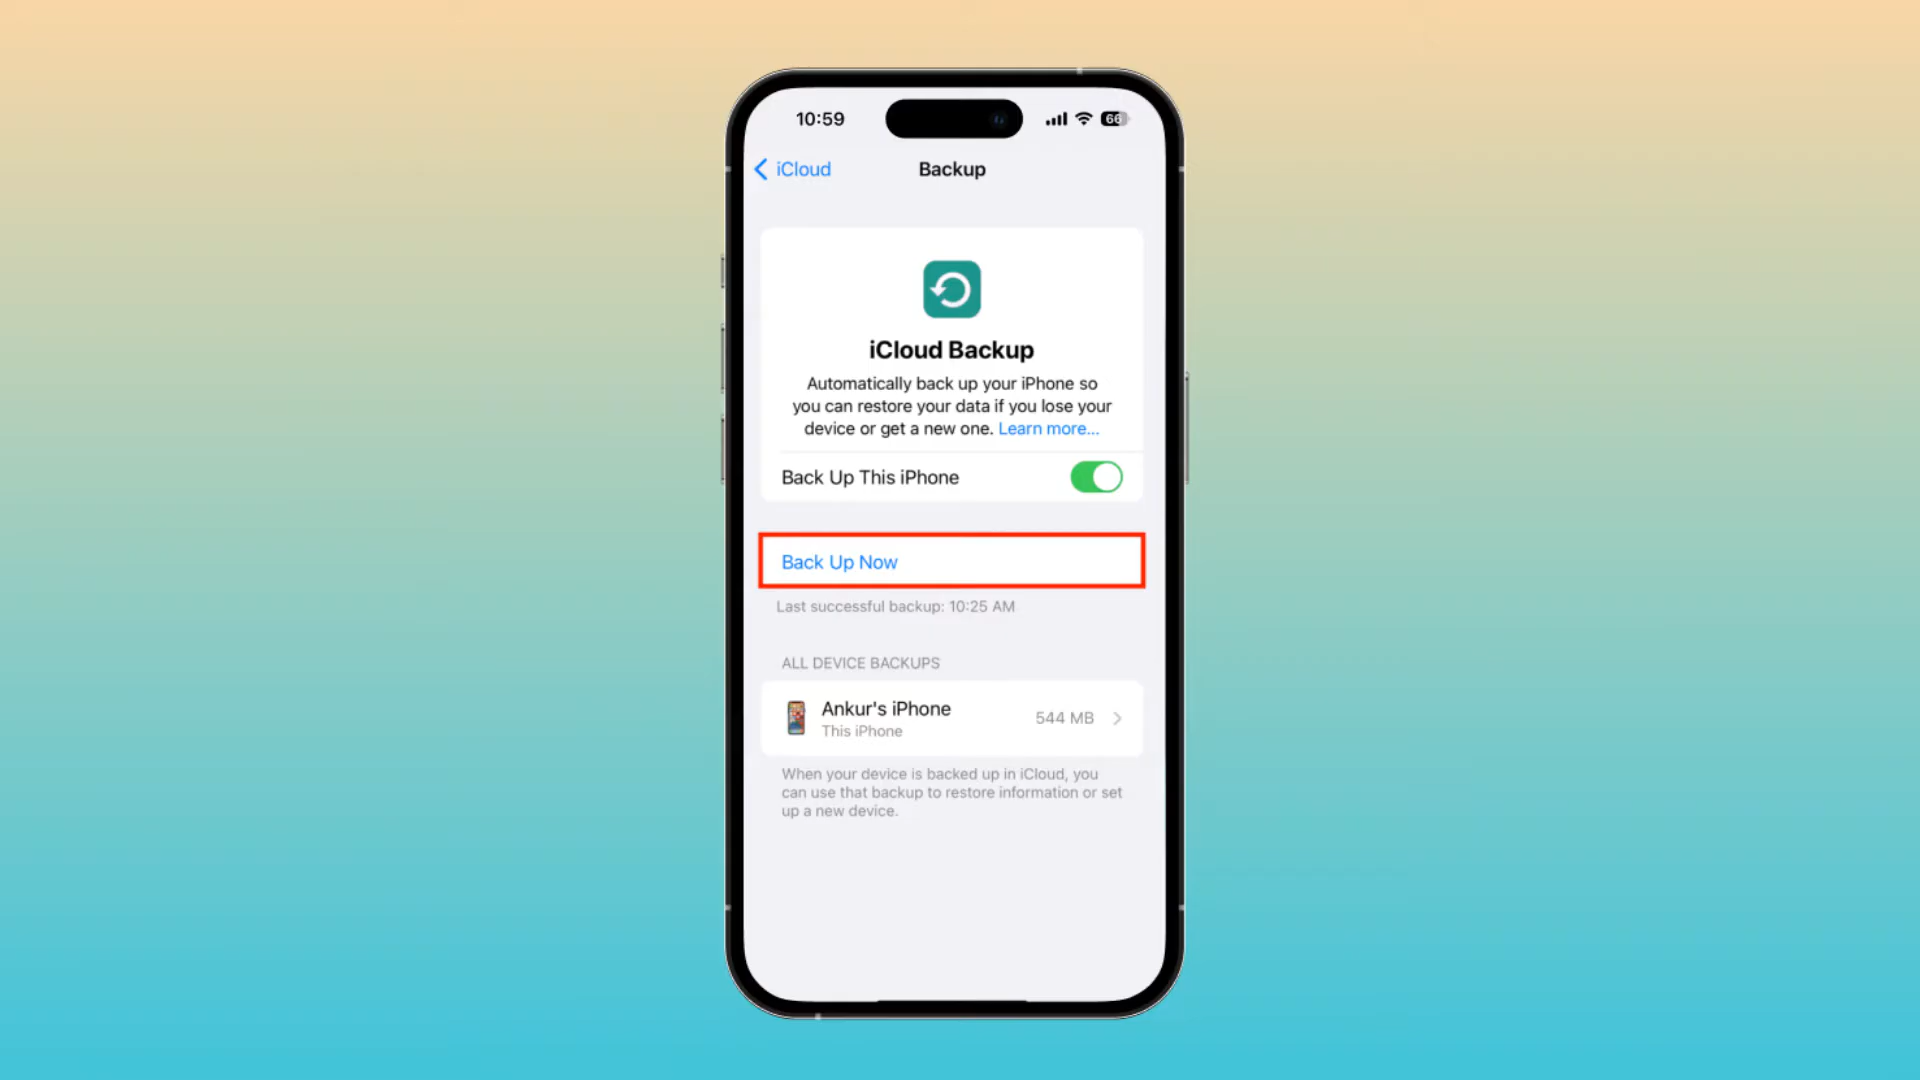 10:59
66
iCloud
Backup
iCloud Backup
Automatically back up your iPhone so
you can restore your data if you lose your
device or get a new one. Learn more...
Back Up This iPhone
Back Up Now
Last successful backup: 10:25 AM
ALL DEVICE BACKUPS
Ankur's iPhone
This iPhone
544 MB
When your device is backed up in iCloud, you
can use that backup to restore information or set
up a new device.